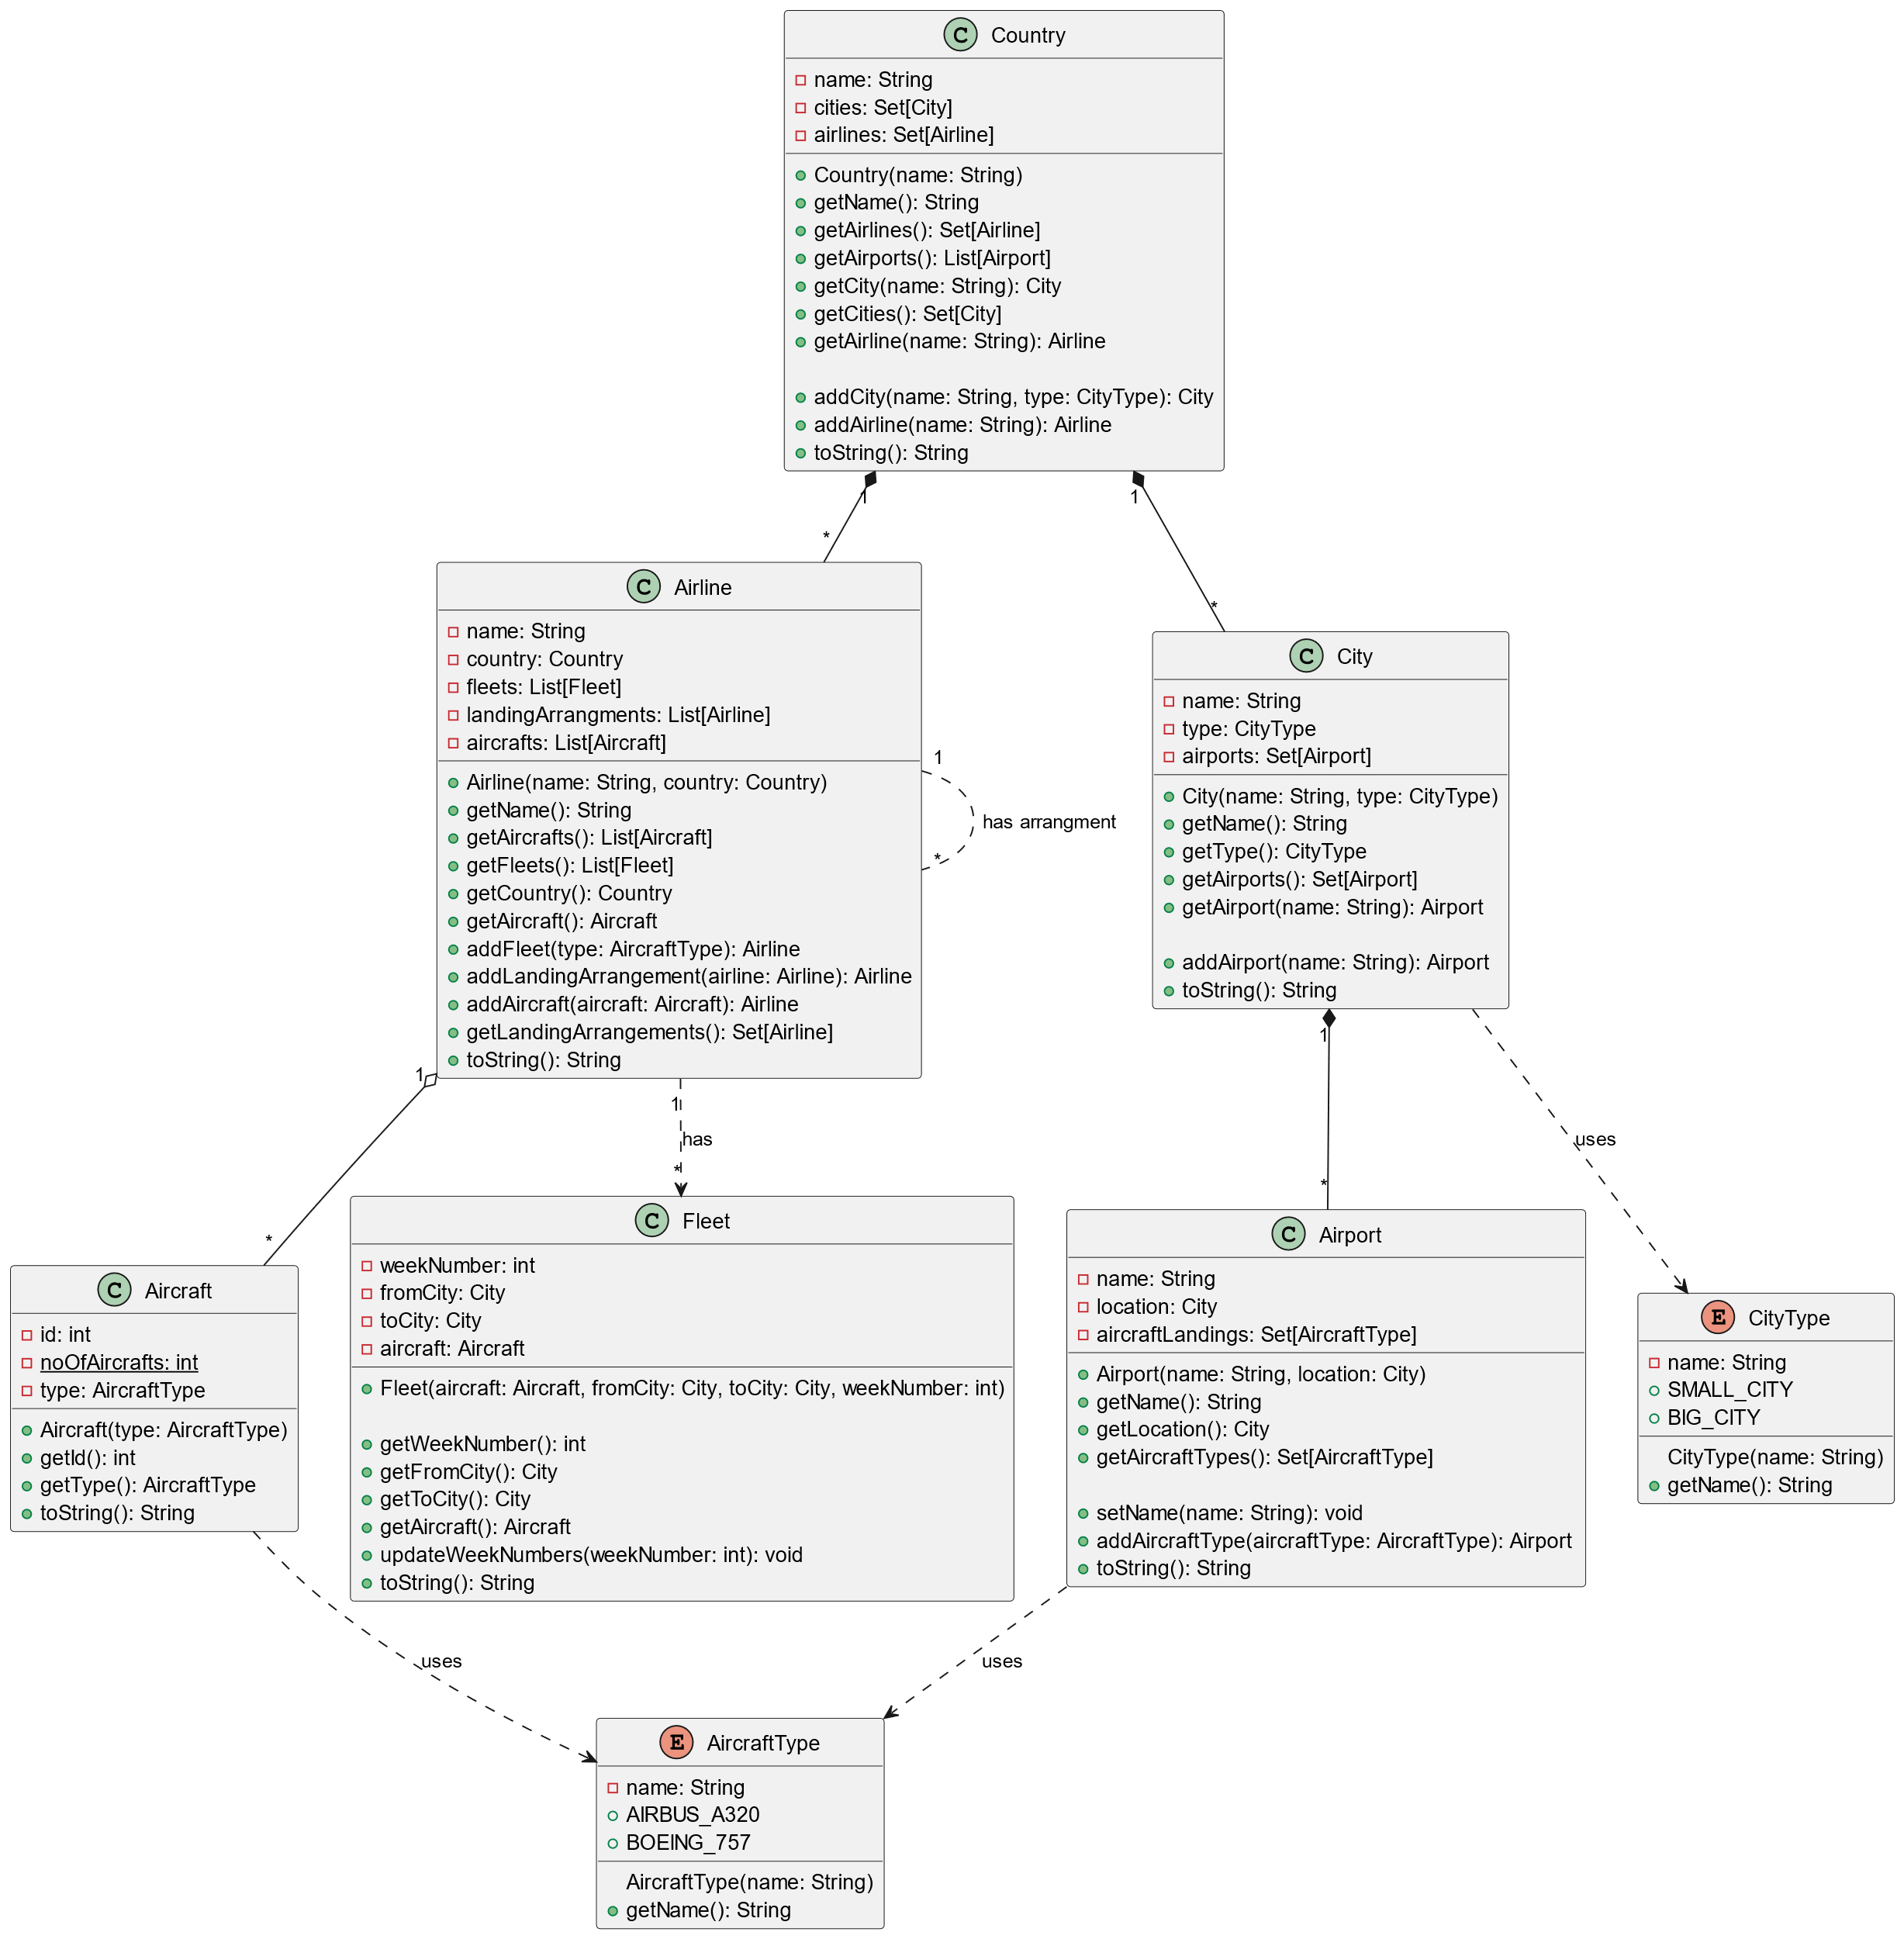 C Country
name: String
cities: Set[City]
airlines: Set[Airline]
Country(name: String)
getName(): String
getAirlines(): Set[Airline]
getAirports(): List[Airport]
getCity(name: String): City
getCities(): Set[City]
getAirline(name: String): Airline
addCity(name: String, type: CityType): City
addAirline(name: String): Airline
toString(): String
1
*
1
*
C Airline
name: String
country: Country
fleets: List[Fleet]
landingArrangments: List[Airline]
aircrafts: List[Aircraft]
Airline(name: String, country: Country)
getName(): String
getAircrafts(): List[Aircraft]
getFleets(): List[Fleet]
getCountry(): Country
getAircraft(): Aircraft
addFleet(type: AircraftType): Airline
addLandingArrangement(airline: Airline): Airline
addAircraft(aircraft: Aircraft): Airline
getLandingArrangements(): Set[Airline]
toString(): String
1
has arrangment
*
C City
name: String
type: CityType
airports: Set[Airport]
City(name: String, type: CityType)
getName(): String
getType(): CityType
getAirports(): Set[Airport]
getAirport(name: String): Airport
addAirport(name: String): Airport
toString(): String
1
*
1
has
*
1
*
uses
C Aircraft
id: int
noOfAircrafts: int
type: AircraftType
Aircraft(type: AircraftType)
getId(): int
getType(): AircraftType
toString(): String
C Fleet
weekNumber: int
fromCity: City
toCity: City
aircraft: Aircraft
Fleet(aircraft: Aircraft, fromCity: City, toCity: City, weekNumber: int)
getWeekNumber(): int
getFromCity(): City
getToCity(): City
getAircraft(): Aircraft
updateWeekNumbers(weekNumber: int): void
toString(): String
C Airport
name: String
location: City
aircraftLandings: Set[AircraftType]
Airport(name: String, location: City)
getName(): String
getLocation(): City
getAircraftTypes(): Set[AircraftType]
setName(name: String): void
addAircraftType(aircraftType: AircraftType): Airport
toString(): String
E CityType
name: String
SMALL_CITY
BIG_CITY
CityType(name: String)
getName(): String
uses
uses
E AircraftType
name: String
AIRBUS_A320
BOEING_757
AircraftType(name: String)
getName(): String